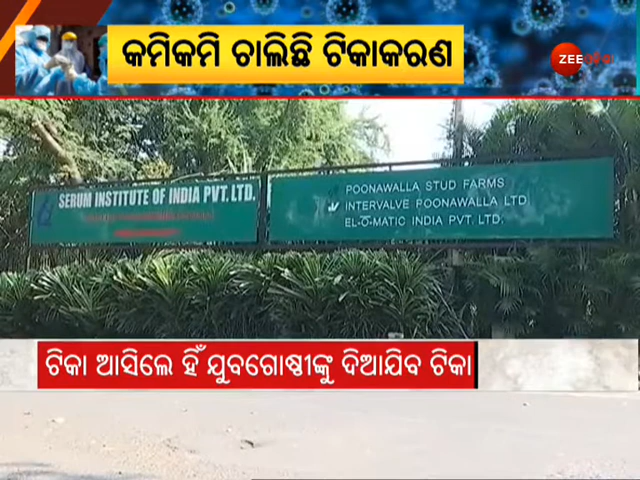 କମିକମି ଚାଲିଛି ଟିକାକରଣ
ZEE ଓଡ଼ିଶା
SERUM INSTITUTE OF INDIA PVT. LTD.
POONAWALLA STUD FARMS
INTERVALVE POONAWALLA LTD
EL-O-MATIC INDIA PVT. LTD.
ଟିକା ଆସିଲେ ହିଁ ଯୁବଗୋଷ୍ଠୀଙ୍କୁ ଦିଆଯିବ ଟିକା